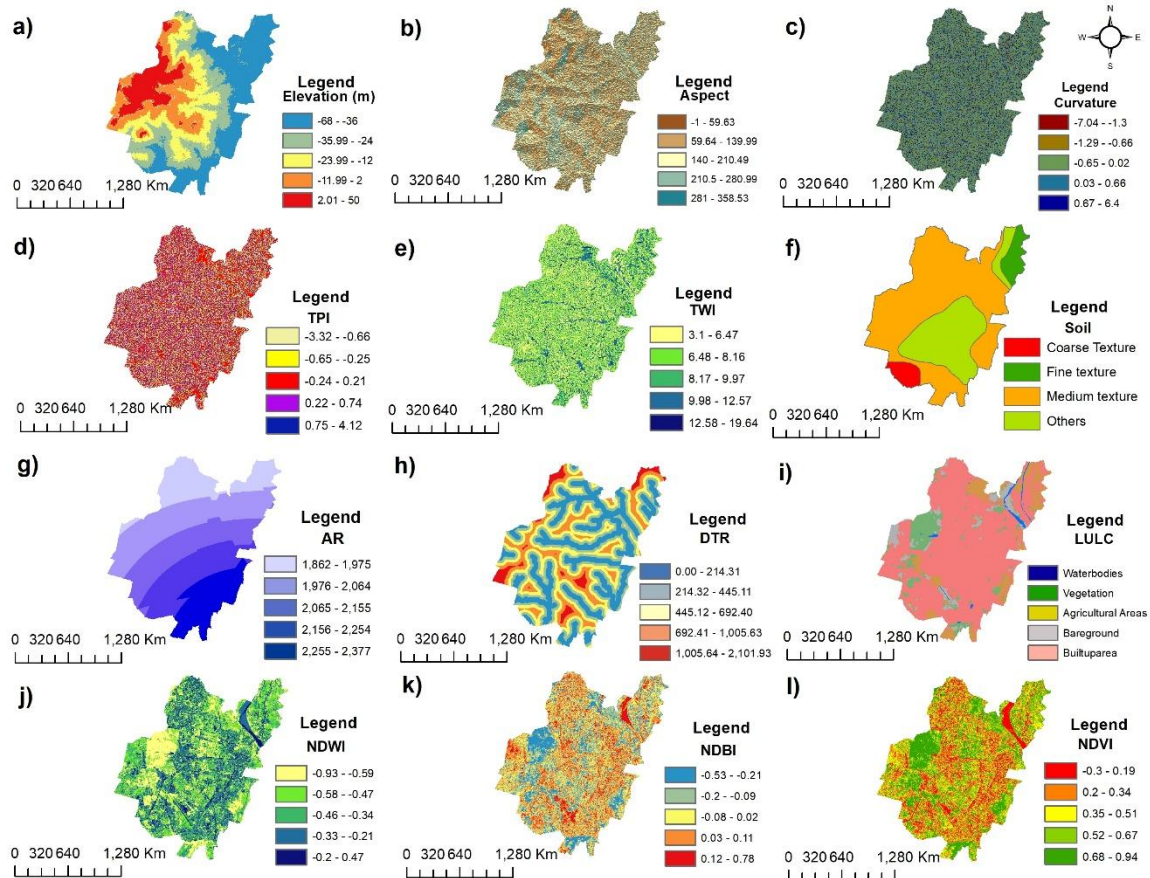 a)
Legend
Elevation (m)
-68 - -36
-35.99 - -24
-23.99 - -12
-11.99 - 2
2.01 - 50
0 320 640 1,280 Km
b)
Legend
Aspect
-1 - 59.63
59.64 - 139.99
140 - 210.49
210.5 - 280.99
281 - 358.53
0 320 640 1,280 Km
c)
N
W E
S
Legend
Curvature
-7.04 - -1.3
-1.29 - -0.66
-0.65 - 0.02
0.03 - 0.66
0.67 - 6.4
0 320 640 1,280 Km
d)
Legend
TPI
-3.32 - -0.66
-0.65 - -0.25
-0.24 - 0.21
0.22 - 0.74
0.75 - 4.12
0 320 640 1,280 Km
e)
Legend
TWI
3.1 - 6.47
6.48 - 8.16
8.17 - 9.97
9.98 - 12.57
12.58 - 19.64
0 320 640 1,280 Km
f)
Legend
Soil
Coarse Texture
Fine texture
Medium texture
Others
0 320 640 1,280 Km
g)
Legend
AR
1,862 - 1,975
1,976 - 2,064
2,065 - 2,155
2,156 - 2,254
2,255 - 2,377
0 320 640 1,280 Km
h)
Legend
DTR
0.00 - 214.31
214.32 - 445.11
445.12 - 692.40
692.41 - 1,005.63
1,005.64 - 2,101.93
0 320 640 1,280 Km
i)
Legend
LULC
Waterbodies
Vegetation
Agricultural Areas
Bareground
Builtuparea
0 320 640 1,280 Km
j)
Legend
NDWI
-0.93 - -0.59
-0.58 - -0.47
-0.46 - -0.34
-0.33 - -0.21
-0.2 - 0.47
0 320 640 1,280 Km
k)
Legend
NDBI
-0.53 - -0.21
-0.2 - -0.09
-0.08 - 0.02
0.03 - 0.11
0.12 - 0.78
0 320 640 1,280 Km
l)
Legend
NDVI
-0.3 - 0.19
0.2 - 0.34
0.35 - 0.51
0.52 - 0.67
0.68 - 0.94
0 320 640 1,280 Km